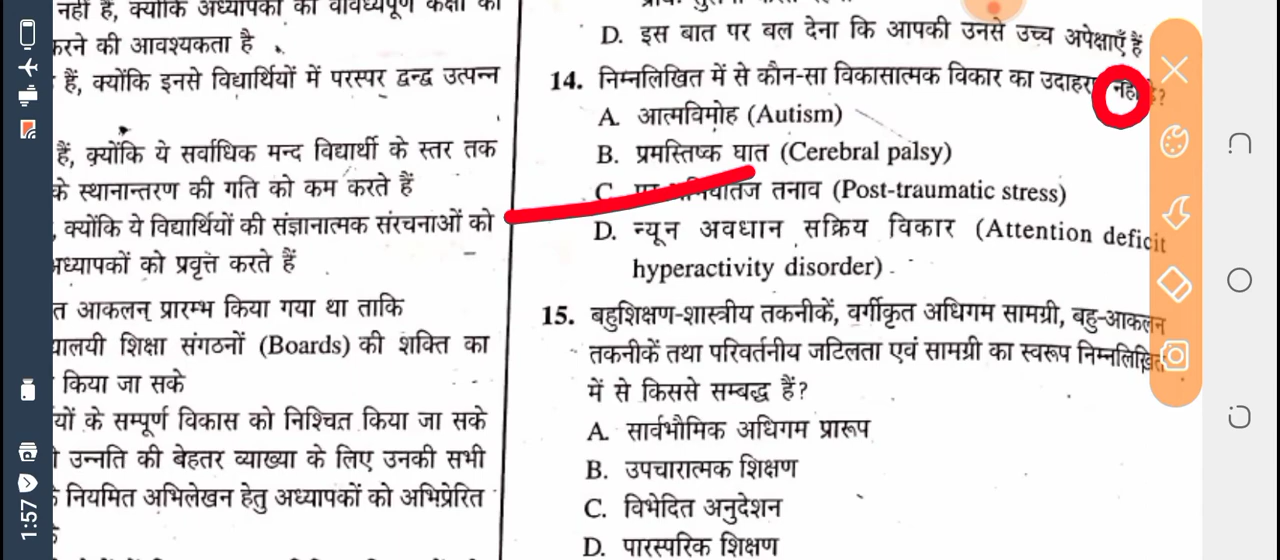 नहीं है, क्योंकि अध्यापकों को वैविध्यपूर्ण कक्षा को
करने की आवश्यकता है
हैं, क्योंकि इनसे विद्यार्थियों में परस्पर द्वन्द्व उत्पन्न
हैं, क्योंकि ये सर्वाधिक मन्द विद्यार्थी के स्तर तक
के स्थानान्तरण की गति को कम करते हैं
, क्योंकि ये विद्यार्थियों की संज्ञानात्मक संरचनाओं को
अध्यापकों को प्रवृत्त करते हैं
त आकलन प्रारम्भ किया गया था ताकि
यालयी शिक्षा संगठनों (Boards) की शक्ति का
किया जा सके
यों के सम्पूर्ण विकास को निश्चित किया जा सके
उन्नति की बेहतर व्याख्या के लिए उनकी सभी
नियमित अभिलेखन हेतु अध्यापकों को अभिप्रेरित
D. इस बात पर बल देना कि आपकी उनसे उच्च अपेक्षाएँ हैं
14. निम्नलिखित में से कौन-सा विकासात्मक विकार का उदाहरण नहीं है?
A. आत्मविमोह (Autism)
B. प्रमस्तिष्क घात (Cerebral palsy)
C. तनाव (Post-traumatic stress)
D. न्यून अवधान सक्रिय विकार (Attention deficit
hyperactivity disorder)
15. बहुशिक्षण-शास्त्रीय तकनीकें, वर्गीकृत अधिगम सामग्री, बहु-आकलन
तकनीकें तथा परिवर्तनीय जटिलता एवं सामग्री का स्वरूप निम्नलिखित
में से किससे सम्बद्ध हैं?
A. सार्वभौमिक अधिगम प्रारूप
B. उपचारात्मक शिक्षण
C. विभेदित अनुदेशन
D. पारस्परिक शिक्षण
1:57